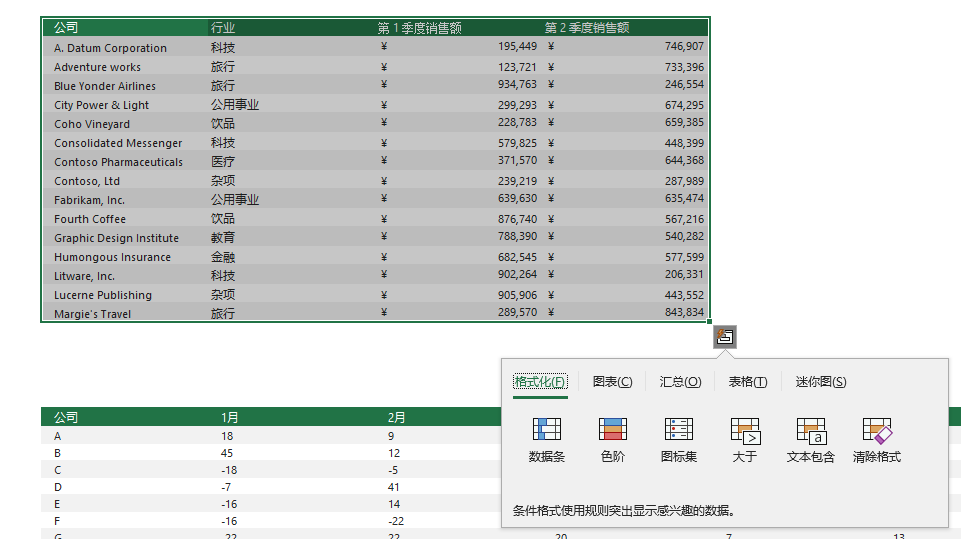 公司 行业 第 1 季度销售额 第 2 季度销售额
A. Datum Corporation 科技 ¥ 195,449 ¥ 746,907
Adventure works 旅行 ¥ 123,721 ¥ 733,396
Blue Yonder Airlines 旅行 ¥ 934,763 ¥ 246,554
City Power & Light 公用事业 ¥ 299,293 ¥ 674,295
Coho Vineyard 饮品 ¥ 228,783 ¥ 659,385
Consolidated Messenger 科技 ¥ 579,825 ¥ 448,399
Contoso Pharmaceuticals 医疗 ¥ 371,570 ¥ 644,368
Contoso, Ltd 杂项 ¥ 239,219 ¥ 287,989
Fabrikam, Inc. 公用事业 ¥ 639,630 ¥ 635,474
Fourth Coffee 饮品 ¥ 876,740 ¥ 567,216
Graphic Design Institute 教育 ¥ 788,390 ¥ 540,282
Humongous Insurance 金融 ¥ 682,545 ¥ 577,599
Litware, Inc. 科技 ¥ 902,264 ¥ 206,331
Lucerne Publishing 杂项 ¥ 905,906 ¥ 443,552
Margie's Travel 旅行 ¥ 289,570 ¥ 843,834
格式化(F) 图表(C) 汇总(O) 表格(T) 迷你图(S)
数据条 色阶 图标集 大于 文本包含 清除格式
条件格式使用规则突出显示感兴趣的数据。
公司 1月 2月
A 18 9
B 45 12
C -18 -5
D -7 41
E -16 14
F -16 -22
G 22 22 20 7 13